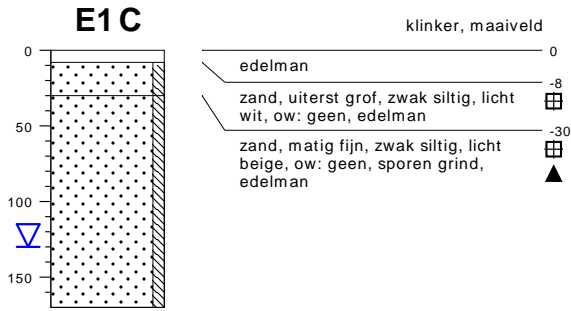 E1 C
klinker, maaiveld
0
0
edelman
-8
zand, uiterst grof, zwak siltig, licht
wit, ow: geen, edelman
-30
zand, matig fijn, zwak siltig, licht
beige, ow: geen, sporen grind,
edelman
50
100
150